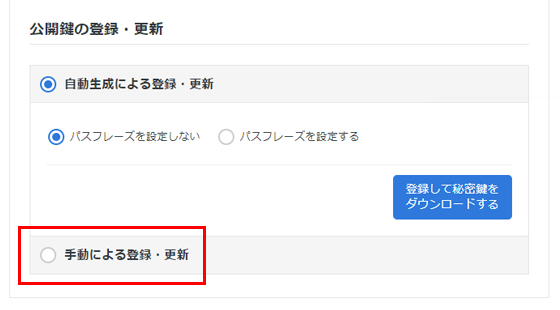 公開鍵の登録・更新
自動生成による登録・更新
パスフレーズを設定しない パスフレーズを設定する
登録して秘密鍵を
ダウンロードする
手動による登録・更新